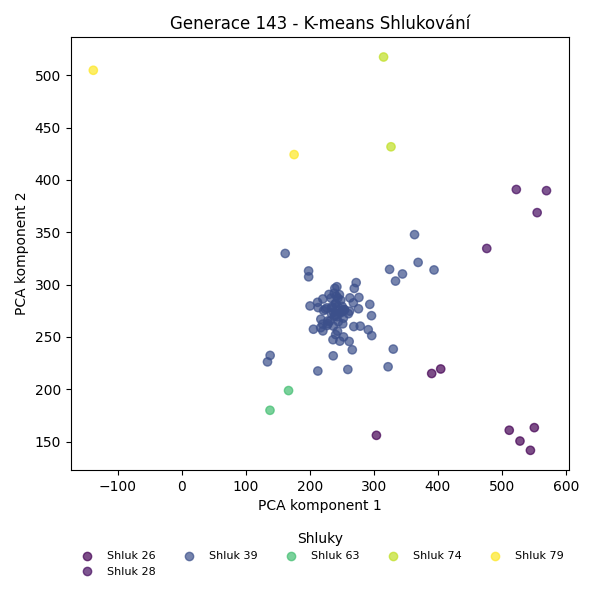 Generace 143 - K-means Shlukování
PCA komponent 2
500
450
400
350
300
250
200
150
−100 0 100 200 300 400 500 600
PCA komponent 1
Shluky
Shluk 26 Shluk 39 Shluk 63 Shluk 74 Shluk 79
Shluk 28